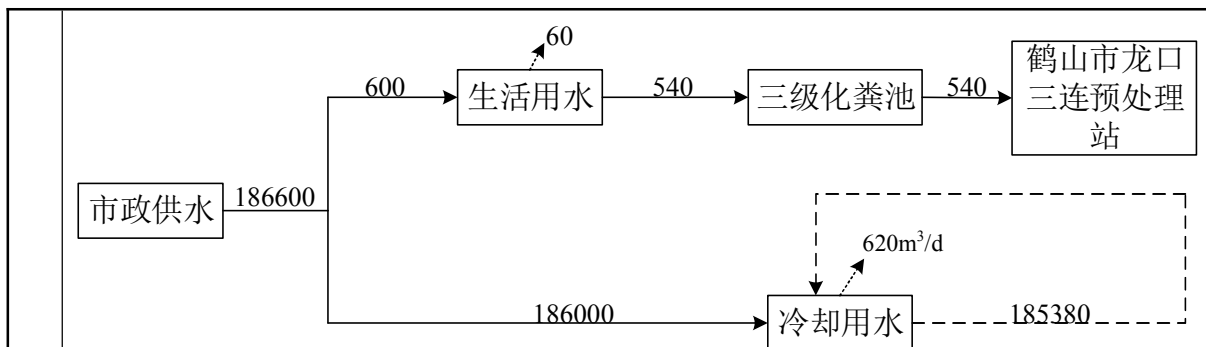 60
600
生活用水
540
三级化粪池
540
鹤山市龙口
三连预处理
站
市政供水
186600
620m³/d
186000
冷却用水
185380